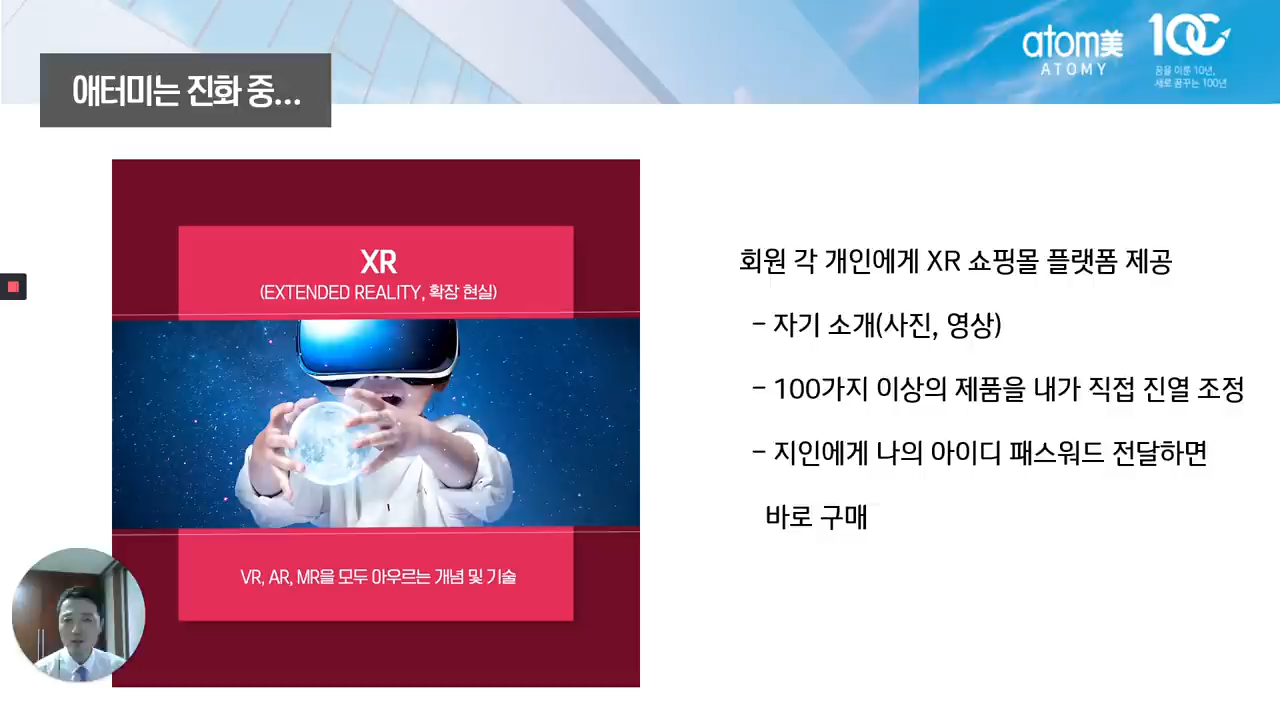 애터미는 진화 중...
atom美
ATOMY
100
꿈을 이룬 10년,
새로 꿈꾸는 100년
XR
(EXTENDED REALITY, 확장 현실)
VR, AR, MR을 모두 아우르는 개념 및 기술
회원 각 개인에게 XR 쇼핑몰 플랫폼 제공
- 자기 소개(사진, 영상)
- 100가지 이상의 제품을 내가 직접 진열 조정
- 지인에게 나의 아이디 패스워드 전달하면
바로 구매